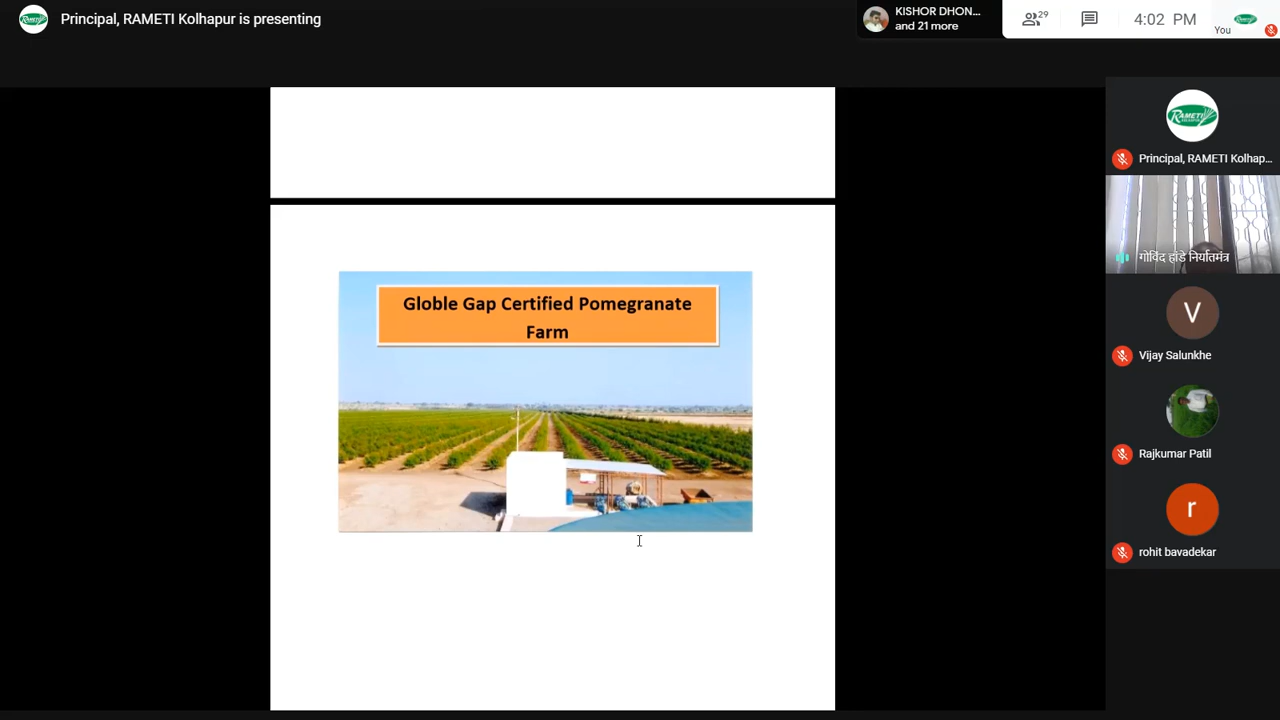 Principal, RAMETI Kolhapur is presenting
KISHOR DHON...
and 21 more
29
4:02 PM
You
RAMETI
Principal, RAMETI Kolhap...
गोविंद हांडे निर्यातमंत्र
V
Vijay Salunkhe
Rajkumar Patil
r
rohit bavadekar
Globle Gap Certified Pomegranate
Farm